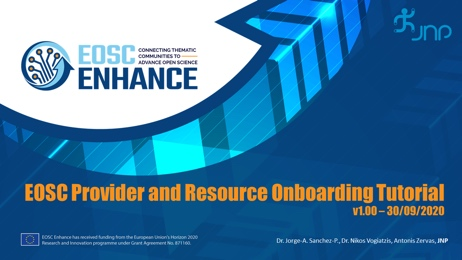 JNP
EOSC
ENHANCE
CONNECTING THEMATIC
COMMUNITIES TO
ADVANCE OPEN SCIENCE
EOSC Provider and Resource Onboarding Tutorial
v1.00 – 30/09/2020
EOSC Enhance has received funding from the European Union's Horizon 2020
Research and Innovation programme under Grant Agreement No. 871160.
Dr. Jorge-A. Sanchez-P., Dr. Nikos Vogiatzis, Antonis Zervas, JNP